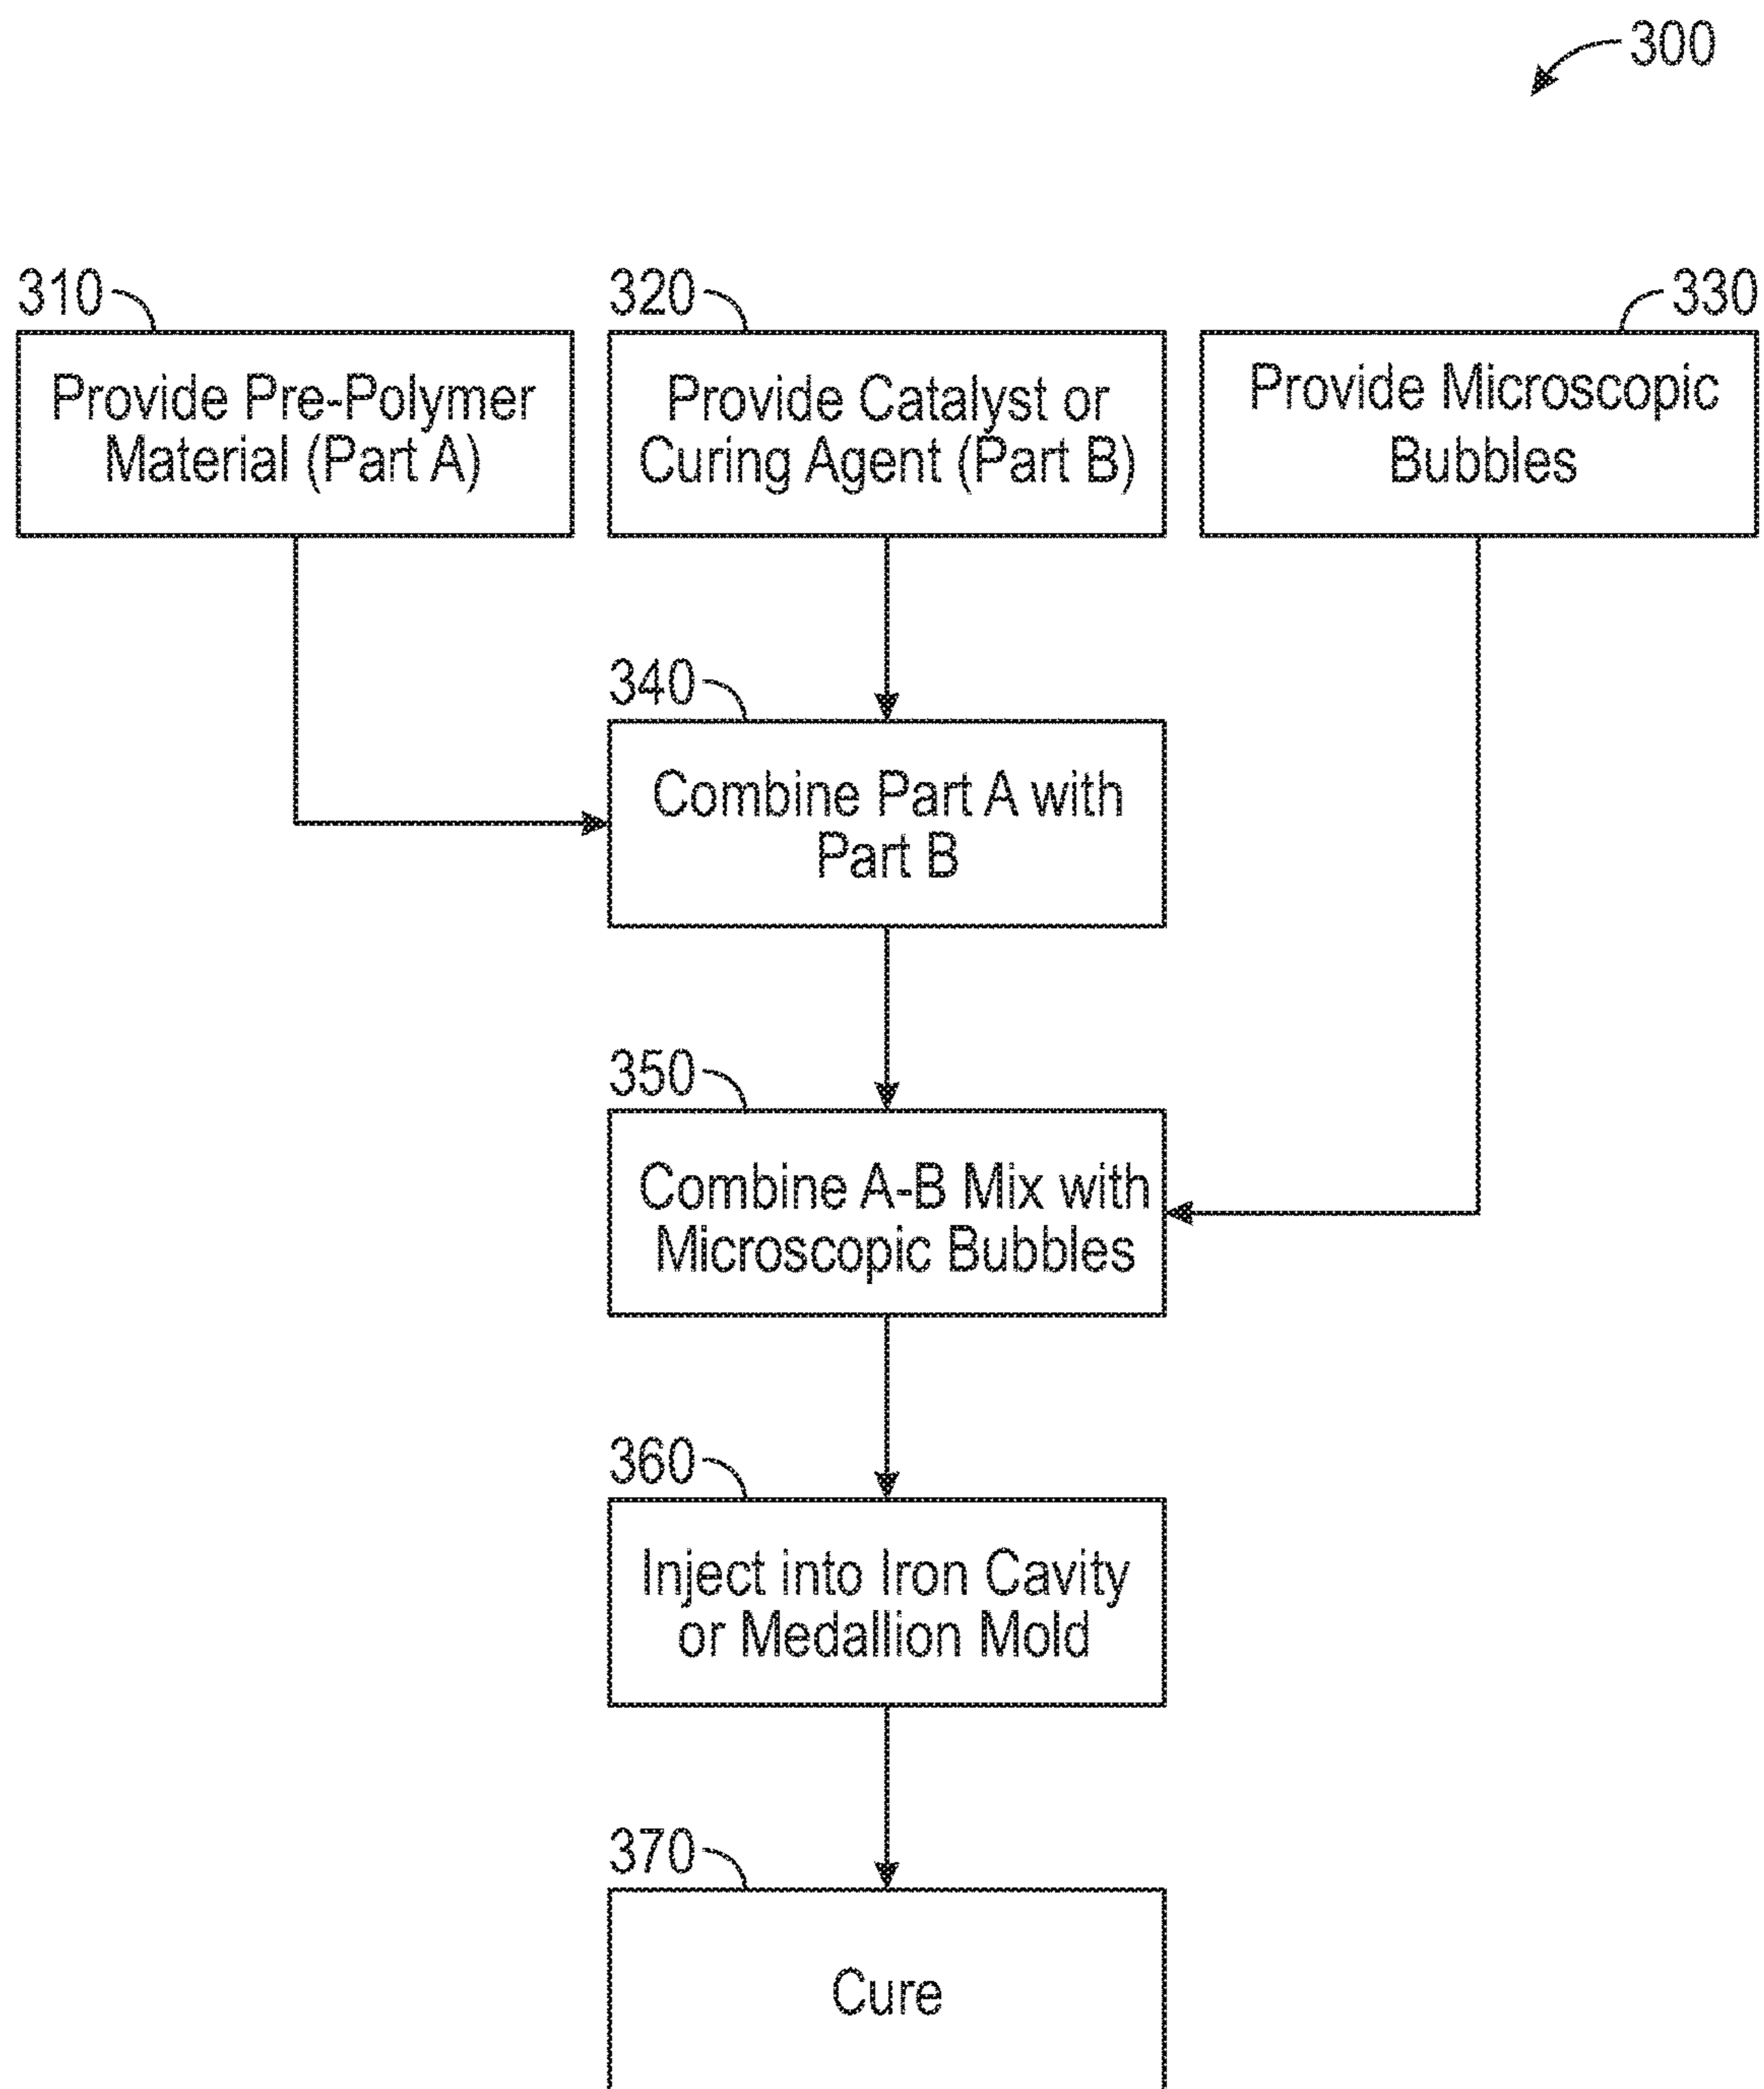 300
310
Provide Pre-Polymer
Material (Part A)
320
Provide Catalyst or
Curing Agent (Part B)
330
Provide Microscopic
Bubbles
340
Combine Part A with
Part B
350
Combine A-B Mix with
Microscopic Bubbles
360
Inject into Iron Cavity
or Medallion Mold
370
Cure